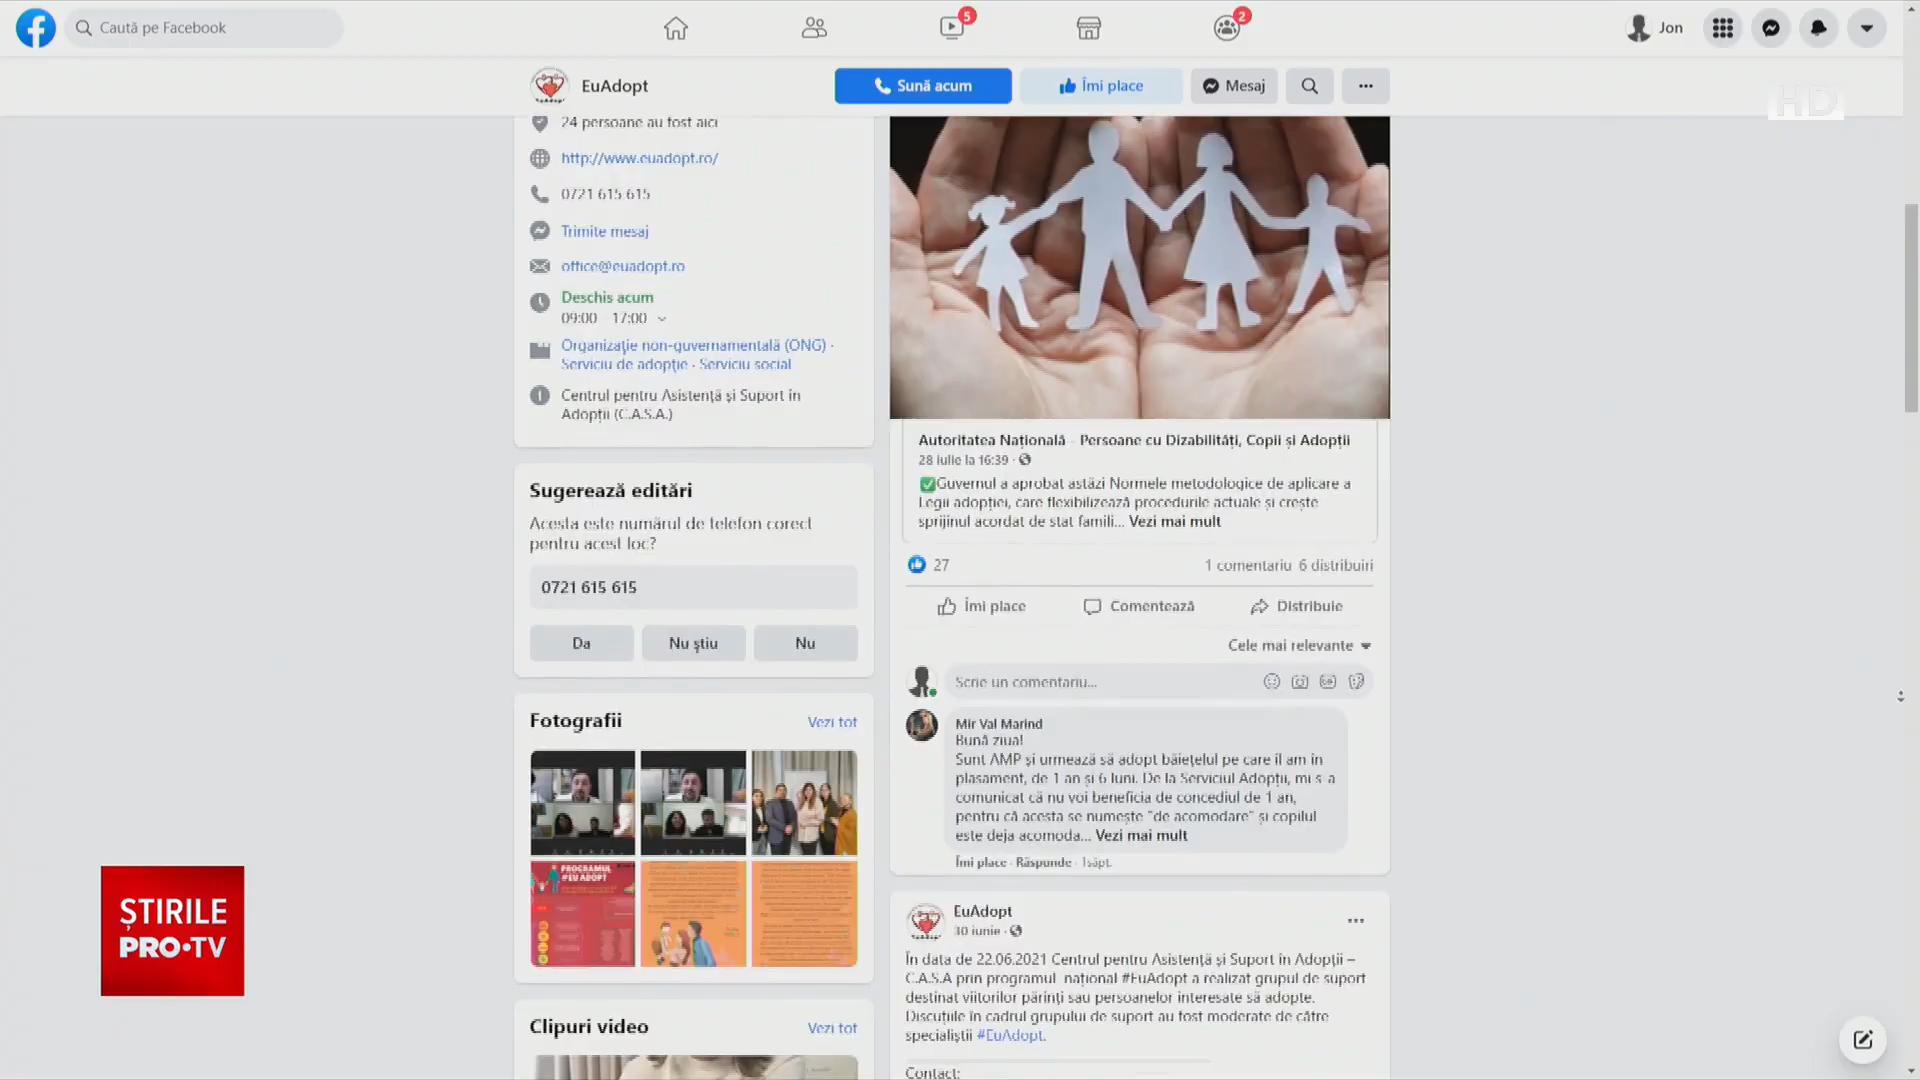 Caută pe Facebook
5
2
Jon
EuAdopt
Sună acum
Îmi place
Mesaj
HD
24 persoane au fost aici
http://www.euadopt.ro/
0721 615 615
Trimite mesaj
office@euadopt.ro
Deschis acum
09:00 - 17:00
Organizație non-guvernamentală (ONG) ·
Serviciu de adopție · Serviciu social
Centrul pentru Asistență și Suport în
Adopții (C.A.S.A.)
Sugerează editări
Acesta este numărul de telefon corect
pentru acest loc?
0721 615 615
Da
Nu știu
Nu
Fotografii
Vezi tot
PROGRAMUL
#EU ADOPT
Clipuri video
Vezi tot
Autoritatea Națională - Persoane cu Dizabilități, Copii și Adopții
28 iulie la 16:39 ·
✅Guvernul a aprobat astăzi Normele metodologice de aplicare a
Legii adopției, care flexibilizează procedurile actuale și crește
sprijinul acordat de stat famili... Vezi mai mult
27
1 comentariu 6 distribuiri
Îmi place
Comentează
Distribuie
Cele mai relevante
Scrie un comentariu...
Mir Val Marind
Bună ziua!
Sunt AMP și urmează să adopt băiețelul pe care îl am în
plasament, de 1 an și 6 luni. De la Serviciul Adopții, mi s-a
comunicat că nu voi beneficia de concediul de 1 an,
pentru că acesta se numește "de acomodare" și copilul
este deja acomoda... Vezi mai mult
Îmi place · Răspunde · 1săpt.
EuAdopt
30 iunie ·
În data de 22.06.2021 Centrul pentru Asistență și Suport în Adopții –
C.A.S.A prin programul național #EuAdopt a realizat grupul de suport
destinat viitorilor părinți sau persoanelor interesate să adopte.
Discuțiile în cadrul grupului de suport au fost moderate de către
specialiștii #EuAdopt.
Contact:
ȘTIRILE
PRO•TV